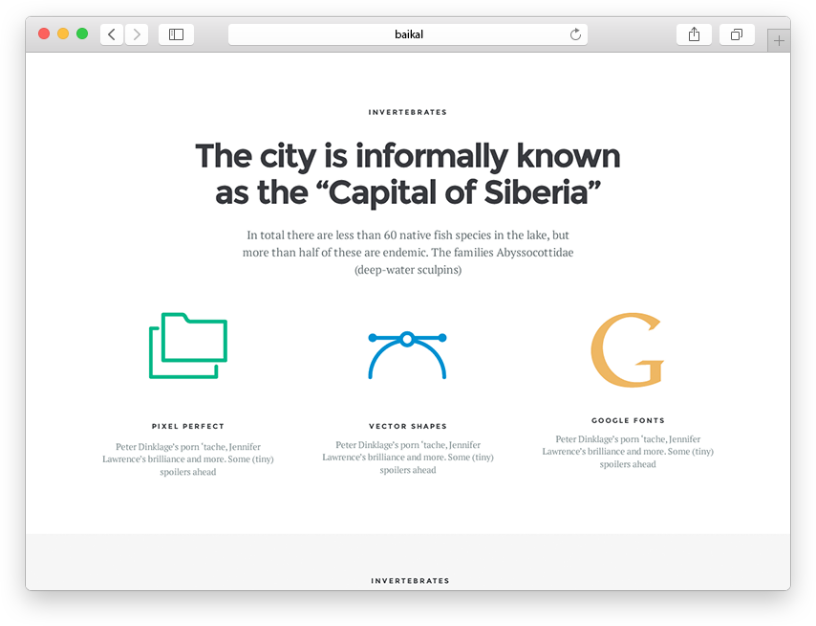 baikal
INVERTEBRATES
The city is informally known
as the “Capital of Siberia”
In total there are less than 60 native fish species in the lake, but
more than half of these are endemic. The families Abyssocottidae
(deep-water sculpins)
G
PIXEL PERFECT
Peter Dinklage's porn 'tache, Jennifer
Lawrence's brilliance and more. Some (tiny)
spoilers ahead
VECTOR SHAPES
Peter Dinklage's porn 'tache, Jennifer
Lawrence's brilliance and more. Some (tiny)
spoilers ahead
GOOGLE FONTS
Peter Dinklage's porn 'tache, Jennifer
Lawrence's brilliance and more. Some (tiny)
spoilers ahead
INVERTEBRATES